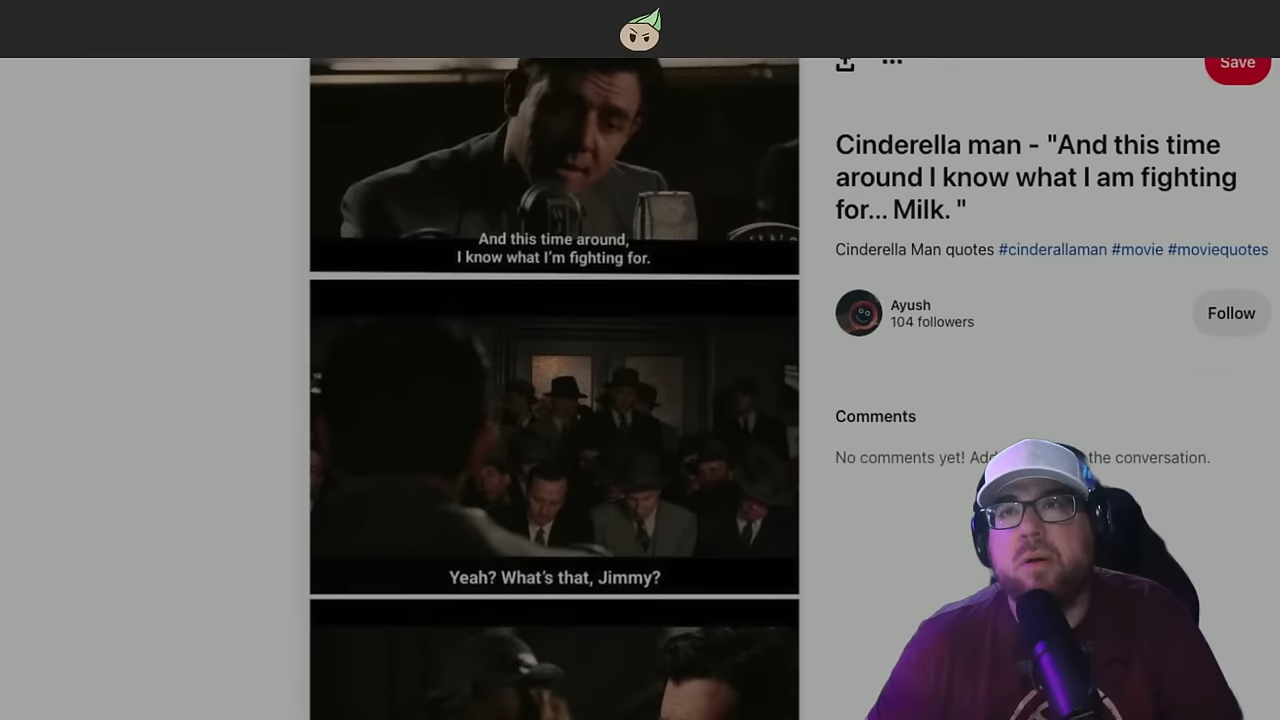 Save
Cinderella man - "And this time
around I know what I am fighting
for... Milk. "
Cinderella Man quotes #cinderallaman #movie #moviequotes
Ayush
104 followers
Follow
Comments
No comments yet! Add the conversation.
And this time around,
I know what I'm fighting for.
Yeah? What's that, Jimmy?